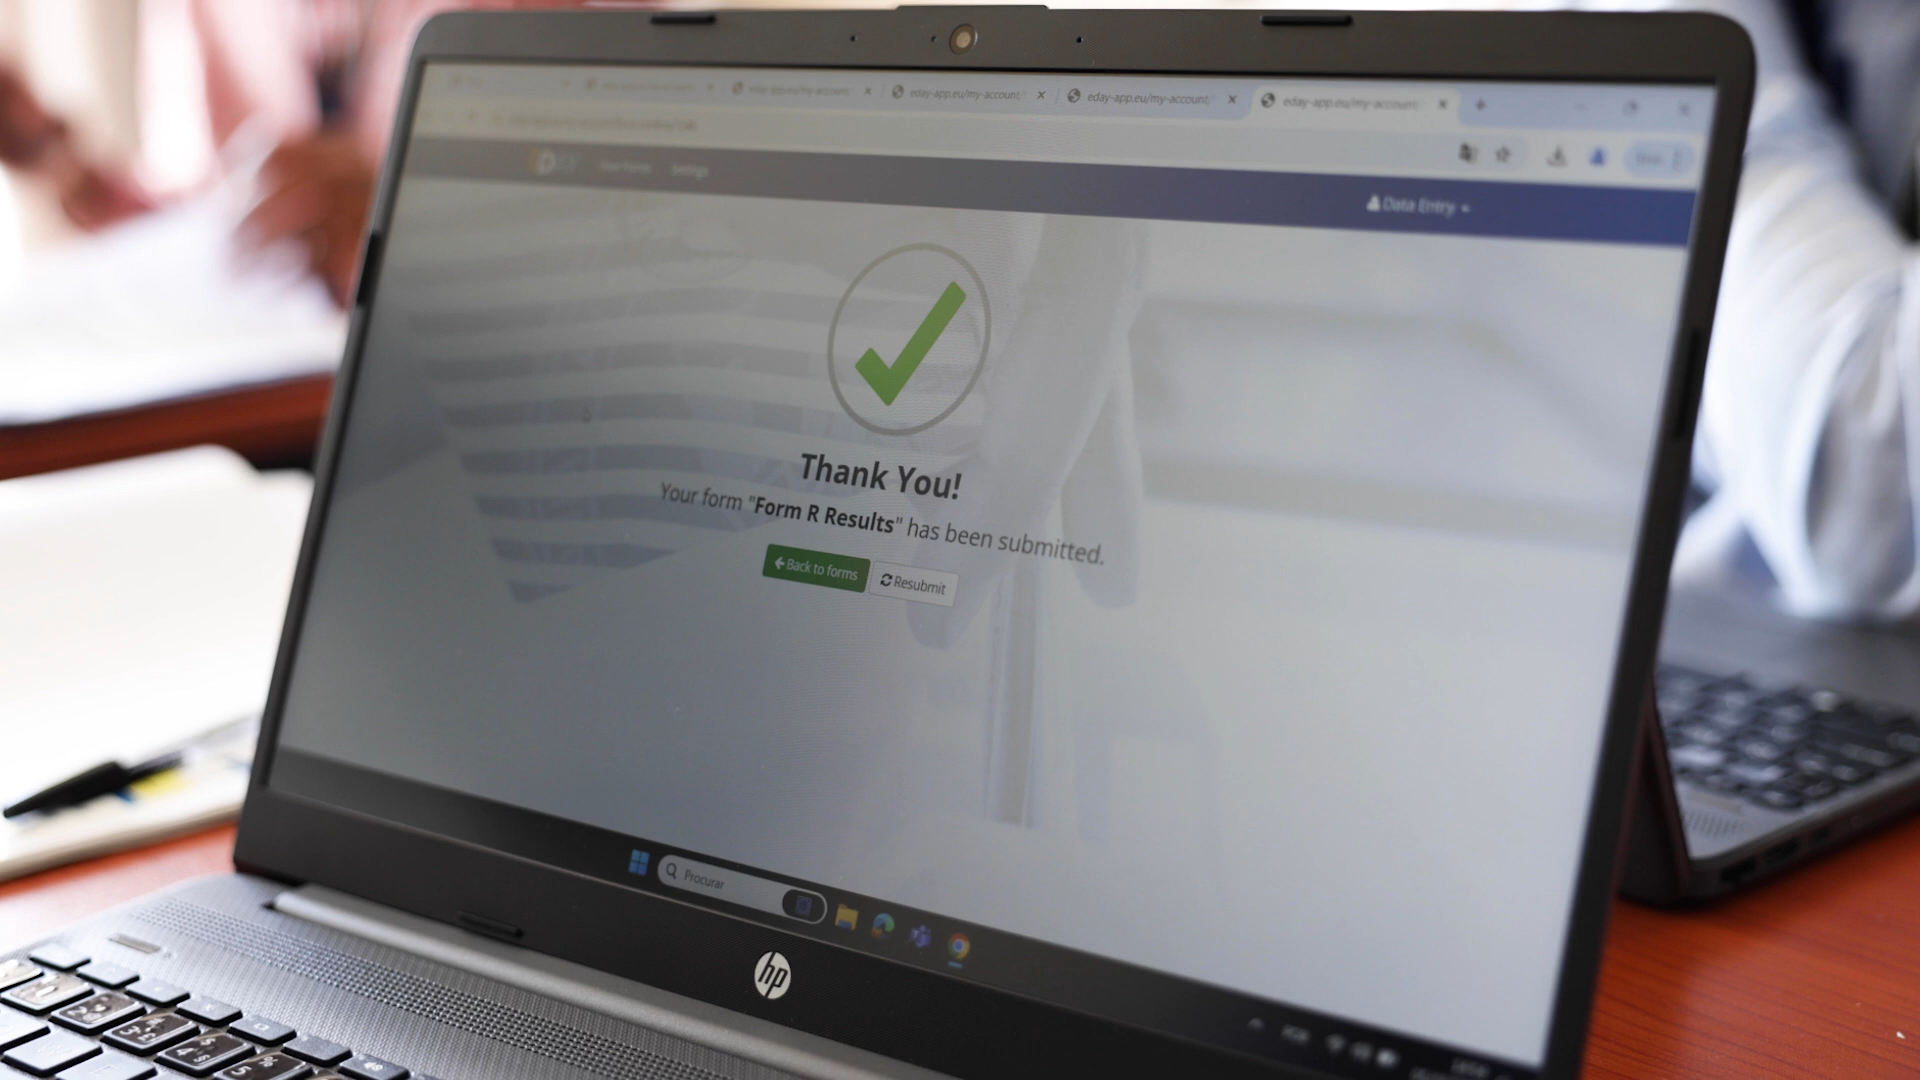 eday-app.eu/my-account/
eday-app.eu/my-account/
eday-app.eu/my-account
Settings
Data Entry
Thank You!
Your form "Form R Results" has been submitted.
Back to forms
Resubmit
Procurar
hp